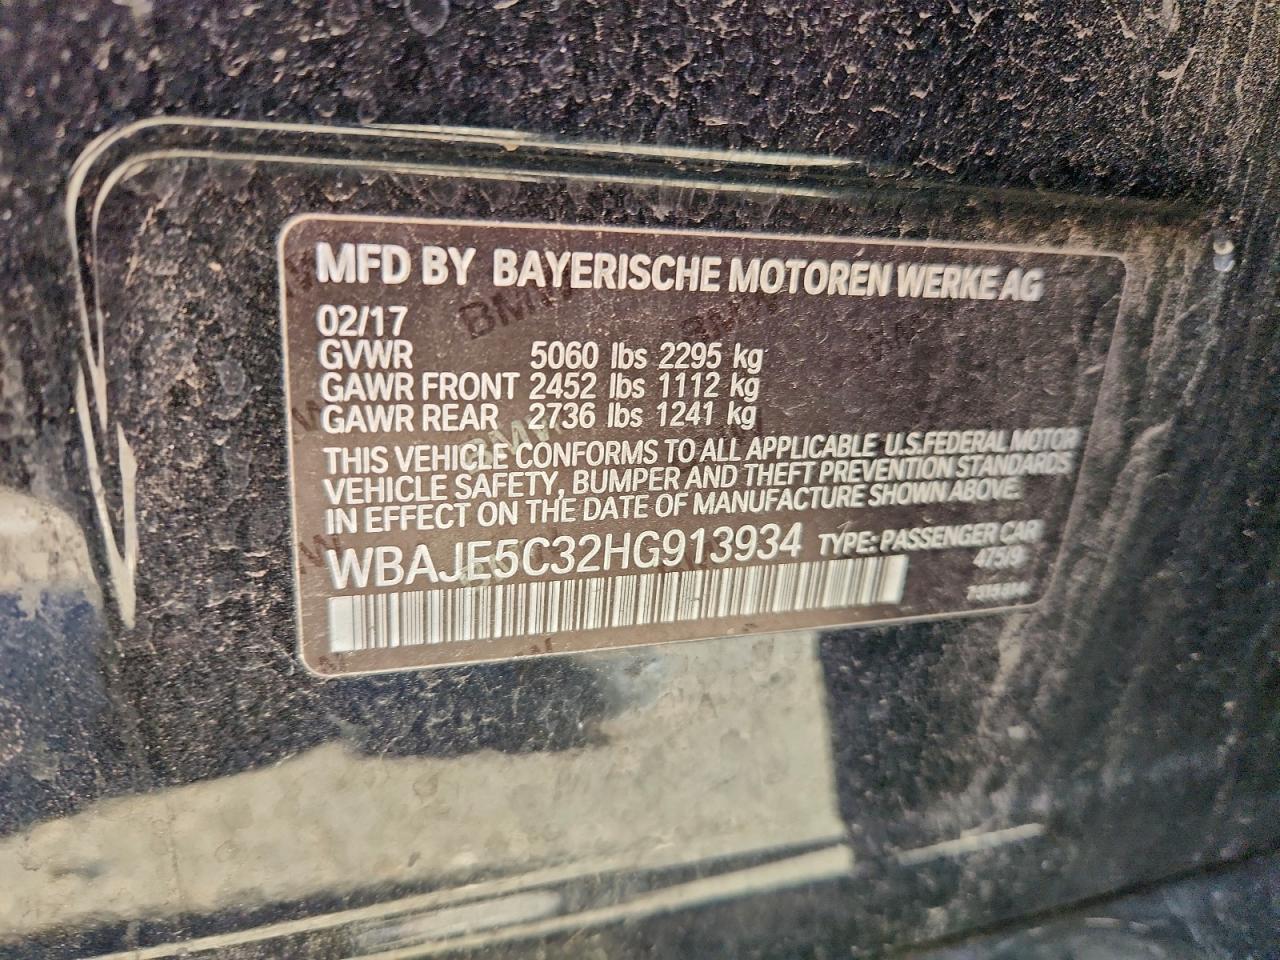 MFD BY BAYERISCHE MOTOREN WERKE AG
02/17
GVWR 5060 lbs 2295 kg
GAWR FRONT 2452 lbs 1112 kg
GAWR REAR 2736 lbs 1241 kg
THIS VEHICLE CONFORMS TO ALL APPLICABLE U.S.FEDERAL MOTOR
VEHICLE SAFETY, BUMPER AND THEFT PREVENTION STANDARDS
IN EFFECT ON THE DATE OF MANUFACTURE SHOWN ABOVE.
WBAJE5C32HG913934 TYPE: PASSENGER CAR
475/9